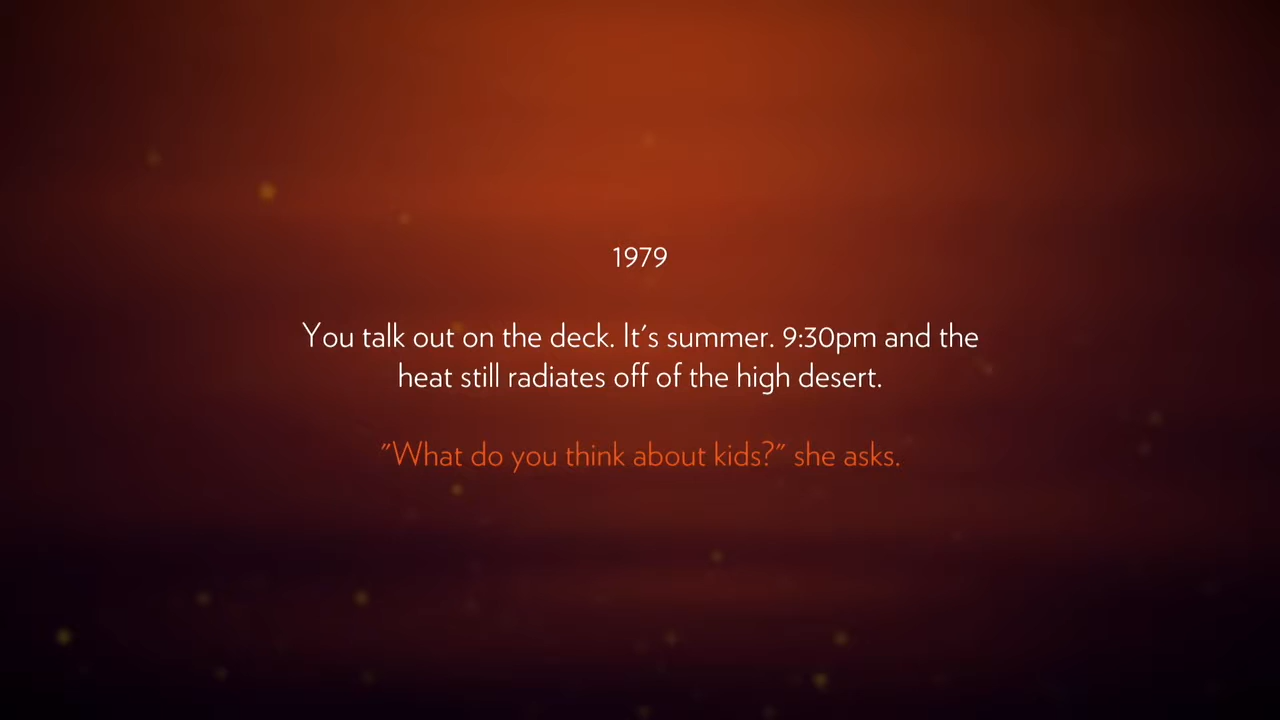 1979
You talk out on the deck. It's summer. 9:30pm and the
heat still radiates off of the high desert.
"What do you think about kids?" she asks.